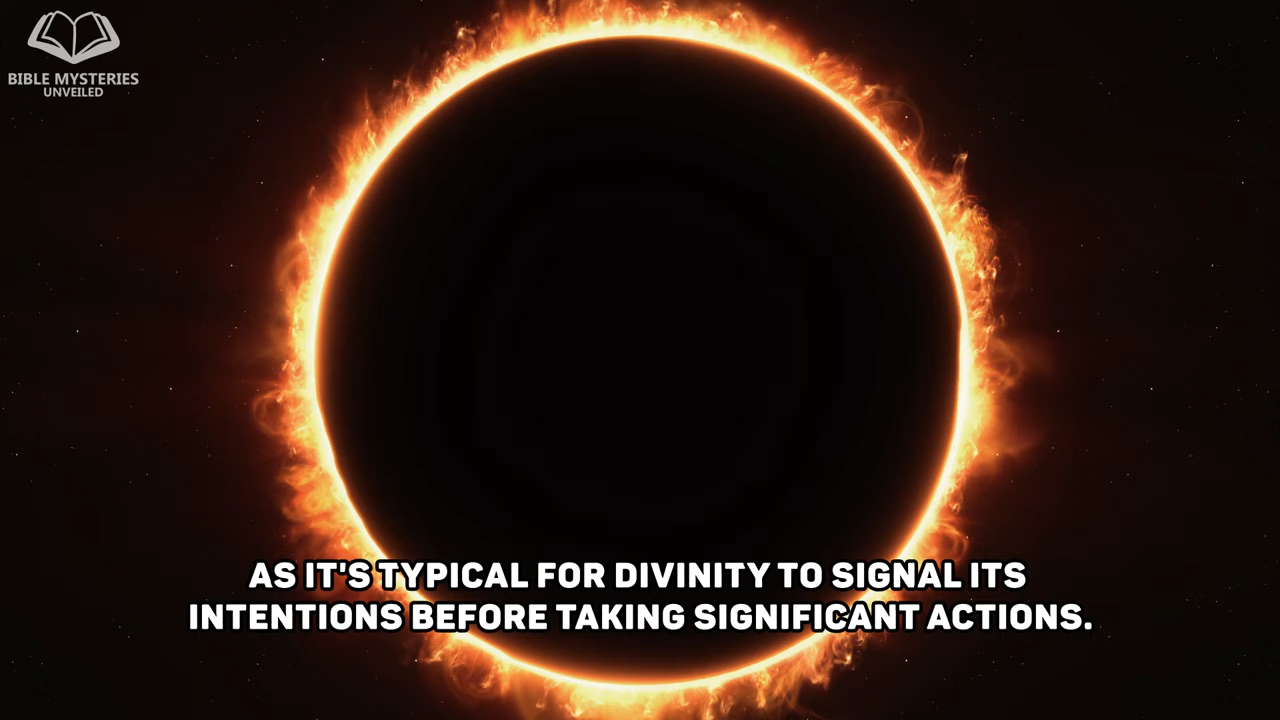 BIBLE MYSTERIES
UNVEILED
AS IT'S TYPICAL FOR DIVINITY TO SIGNAL ITS
INTENTIONS BEFORE TAKING SIGNIFICANT ACTIONS.